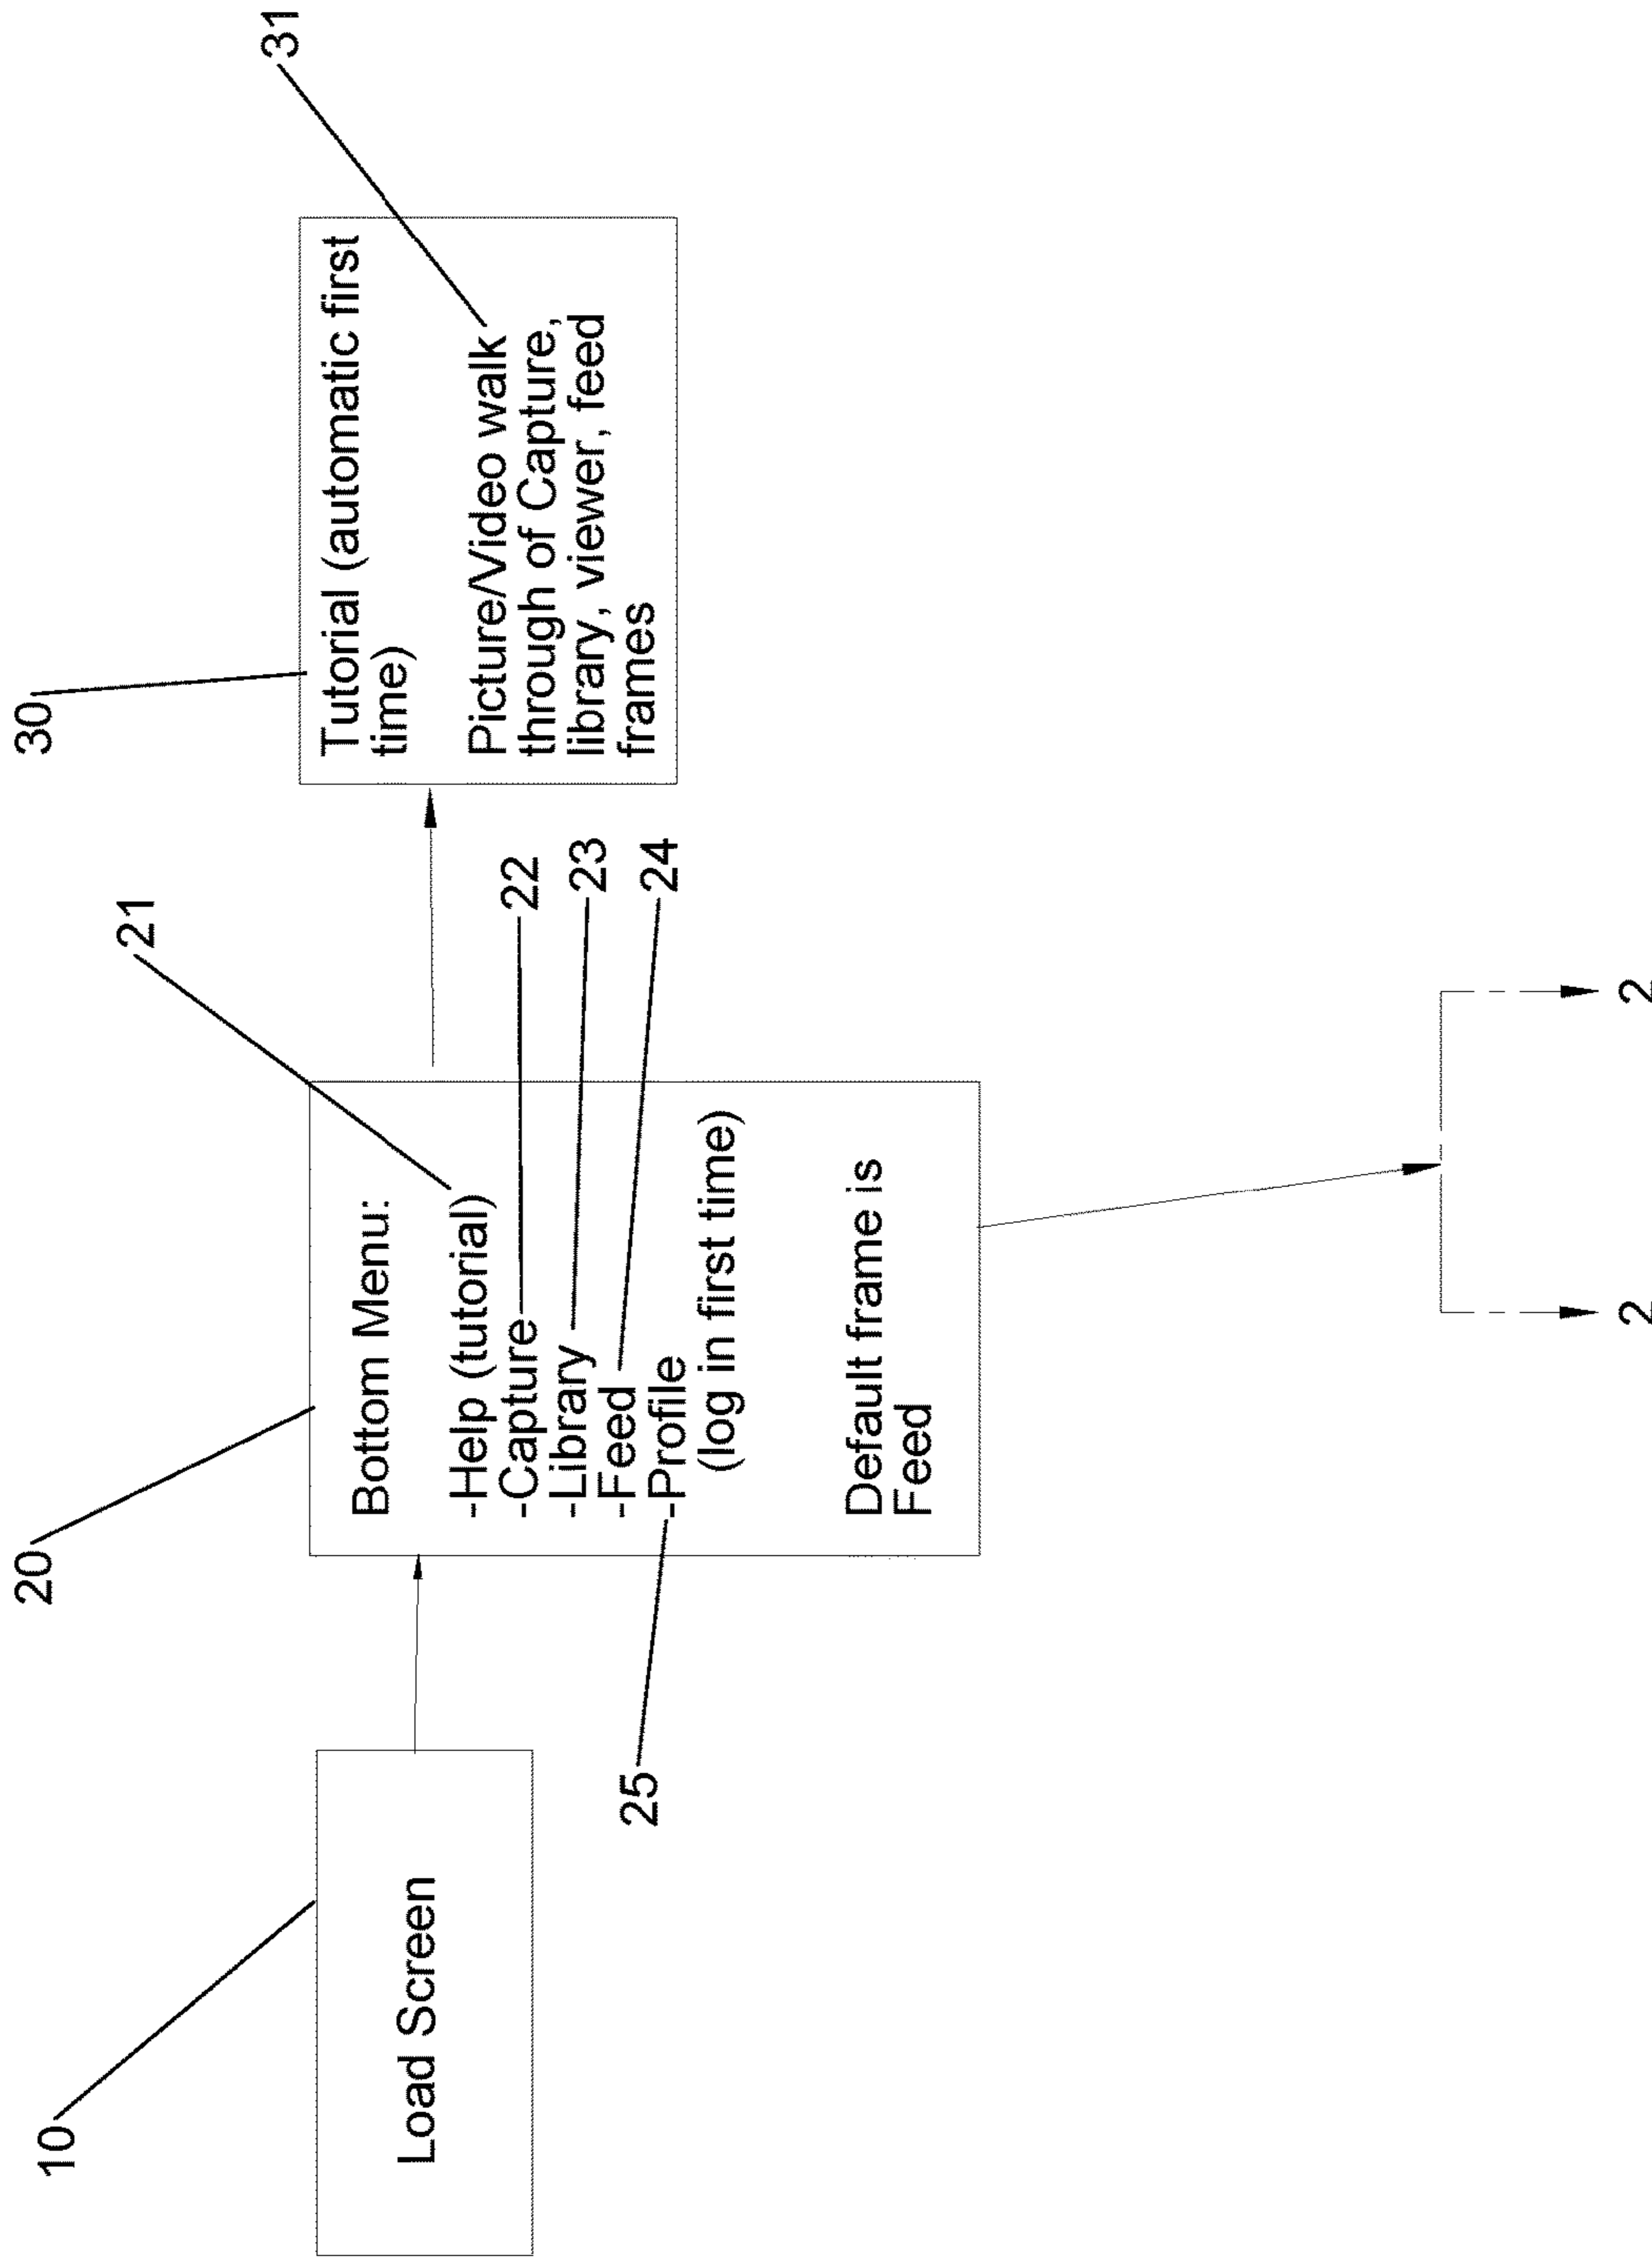 10
Load Screen
20
Bottom Menu:
-Help (tutorial)
-Capture
-Library
-Feed
-Profile
(log in first time)
Default frame is
Feed
21
22
23
24
25
30
Tutorial (automatic first
time)
Picture/Video walk
through of Capture,
library, viewer, feed
frames
31
2
2